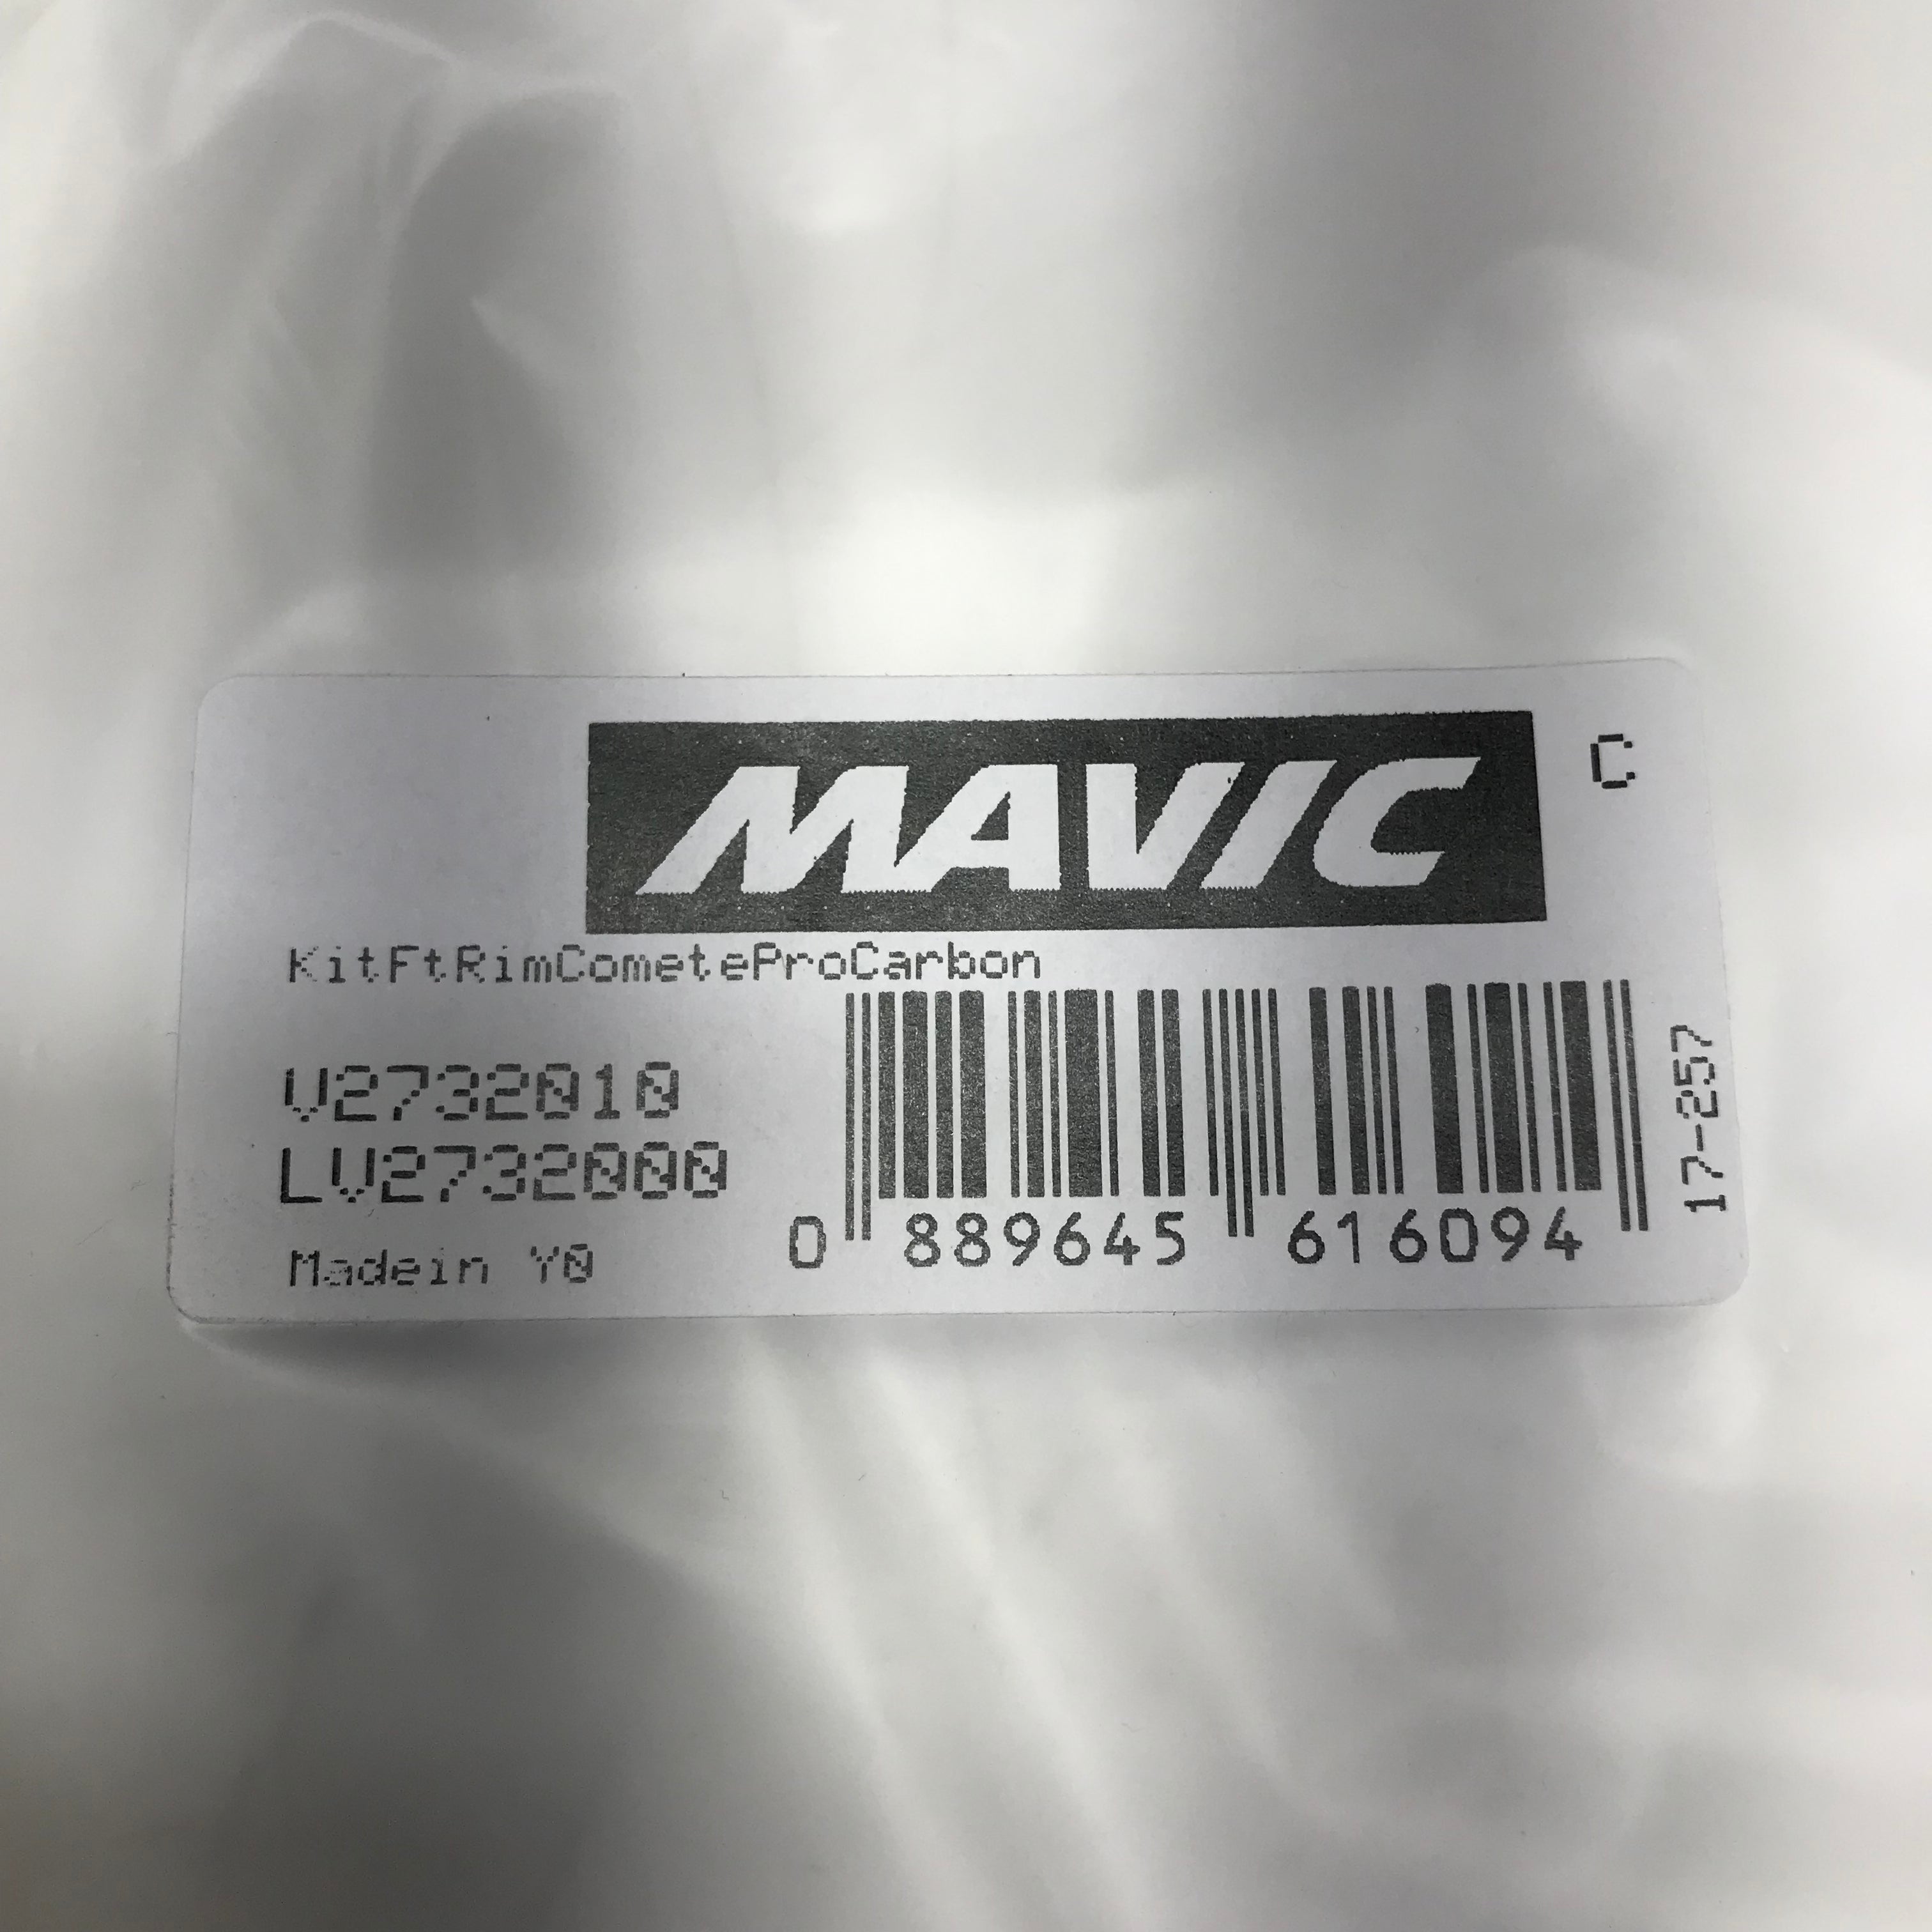 MAVIC
C
KitFtRimCometeProCarbon
V2732010
LV2732000
Madein Y0
0 889645 616094
17-257